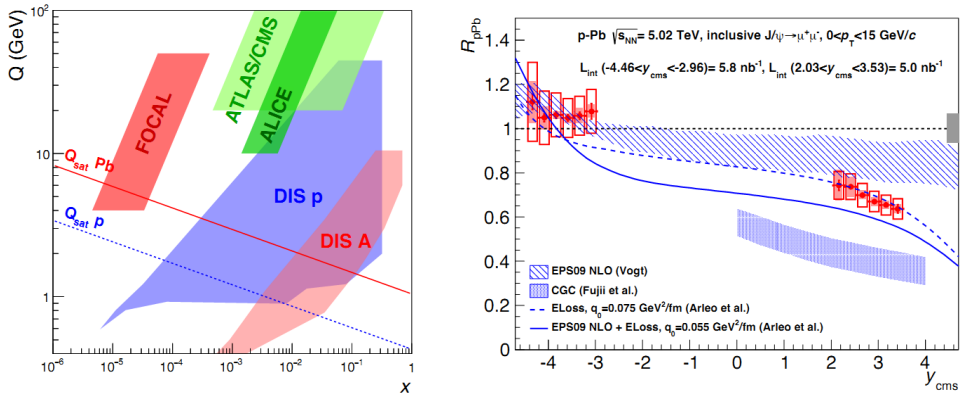 Q (GeV)
10²
10
1
FOCAL
ATLAS/CMS
ALICE
DIS p
DIS A
Q_sat Pb
Q_sat p
10⁻⁶ 10⁻⁵ 10⁻⁴ 10⁻³ 10⁻² 10⁻¹ 1
x
R_pPb
1.4
1.2
1
0.8
0.6
0.4
0.2
0
p-Pb √s_NN= 5.02 TeV, inclusive J/ψ→μ⁺μ⁻, 0<p_T<15 GeV/c
L_int (-4.46<y_cms<-2.96)= 5.8 nb⁻¹, L_int (2.03<y_cms<3.53)= 5.0 nb⁻¹
EPS09 NLO (Vogt)
CGC (Fujii et al.)
ELoss, q₀=0.075 GeV²/fm (Arleo et al.)
EPS09 NLO + ELoss, q₀=0.055 GeV²/fm (Arleo et al.)
-4 -3 -2 -1 0 1 2 3 4
y_cms